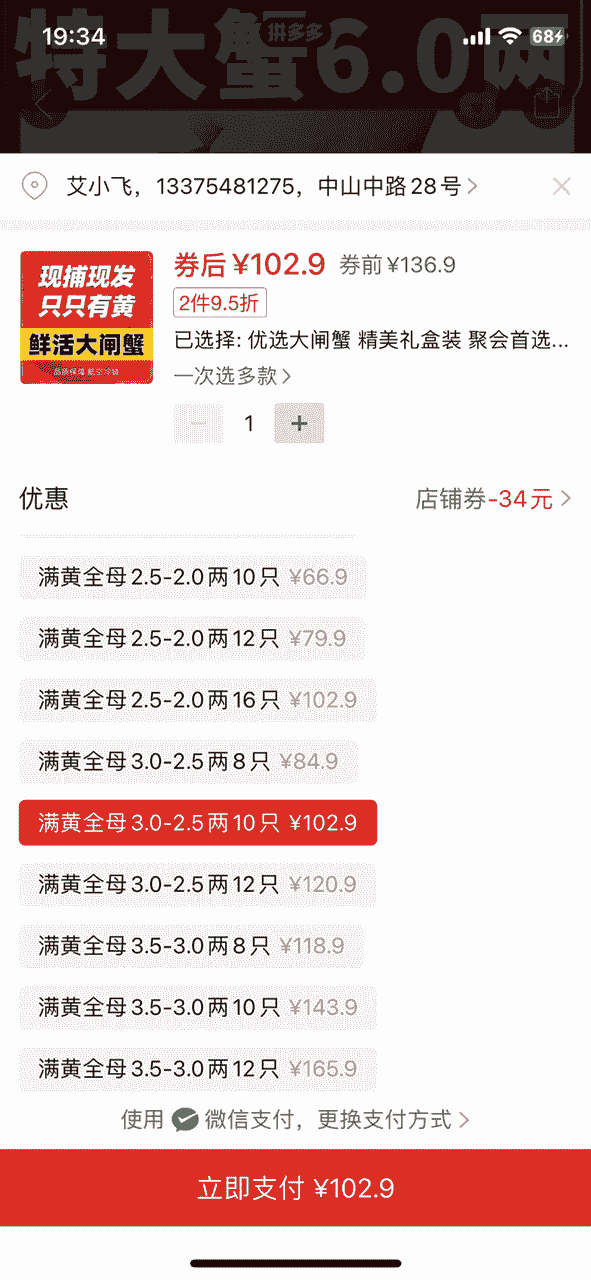 19:34
68
特大蟹6.0两
拼多多
艾小飞，13375481275，中山中路28号
现捕现发
只只有黄
鲜活大闸蟹
券后¥102.9 券前¥136.9
2件9.5折
已选择: 优选大闸蟹 精美礼盒装 聚会首选...
一次选多款
1
优惠
店铺券-34元
满黄全母2.5-2.0两10只 ¥66.9
满黄全母2.5-2.0两12只 ¥79.9
满黄全母2.5-2.0两16只 ¥102.9
满黄全母3.0-2.5两8只 ¥84.9
满黄全母3.0-2.5两10只 ¥102.9
满黄全母3.0-2.5两12只 ¥120.9
满黄全母3.5-3.0两8只 ¥118.9
满黄全母3.5-3.0两10只 ¥143.9
满黄全母3.5-3.0两12只 ¥165.9
使用 微信支付，更换支付方式
立即支付 ¥102.9